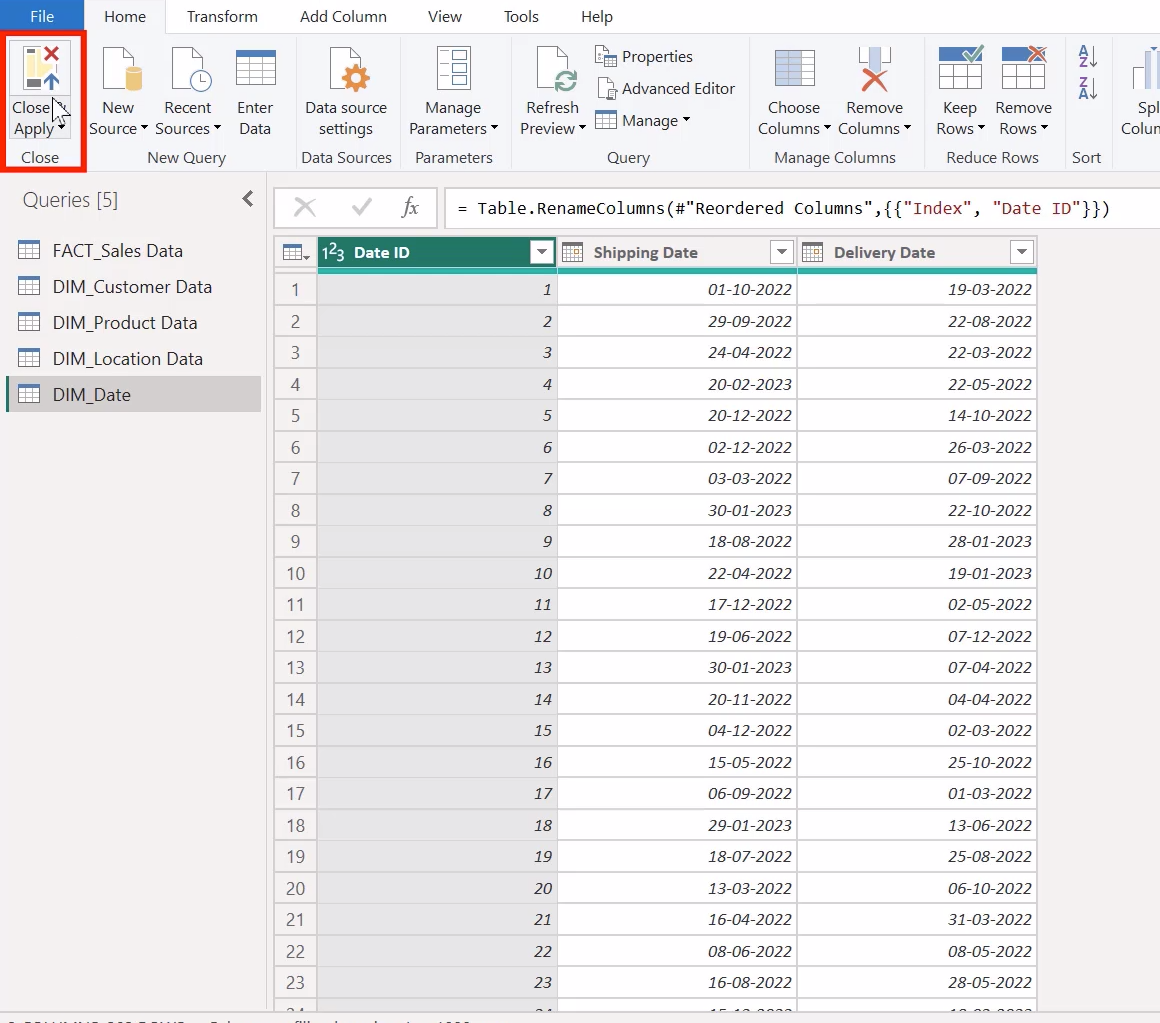 File Home Transform Add Column View Tools Help
Close & Apply
New Source
Recent Sources
Enter Data
Data source settings
Manage Parameters
Refresh Preview
Properties
Advanced Editor
Manage
Choose Columns
Remove Columns
Keep Rows
Remove Rows
A Z
Z A
Close New Query Data Sources Parameters Query Manage Columns Reduce Rows Sort
Queries [5]
fx = Table.RenameColumns(#"Reordered Columns",{{"Index", "Date ID"}})
FACT_Sales Data
DIM_Customer Data
DIM_Product Data
DIM_Location Data
DIM_Date
123 Date ID Shipping Date Delivery Date
1 1 01-10-2022 19-03-2022
2 2 29-09-2022 22-08-2022
3 3 24-04-2022 22-03-2022
4 4 20-02-2023 22-05-2022
5 5 20-12-2022 14-10-2022
6 6 02-12-2022 26-03-2022
7 7 03-03-2022 07-09-2022
8 8 30-01-2023 22-10-2022
9 9 18-08-2022 28-01-2023
10 10 22-04-2022 19-01-2023
11 11 17-12-2022 02-05-2022
12 12 19-06-2022 07-12-2022
13 13 30-01-2023 07-04-2022
14 14 20-11-2022 04-04-2022
15 15 04-12-2022 02-03-2022
16 16 15-05-2022 25-10-2022
17 17 06-09-2022 01-03-2022
18 18 29-01-2023 13-06-2022
19 19 18-07-2022 25-08-2022
20 20 13-03-2022 06-10-2022
21 21 16-04-2022 31-03-2022
22 22 08-06-2022 08-05-2022
23 23 16-08-2022 28-05-2022